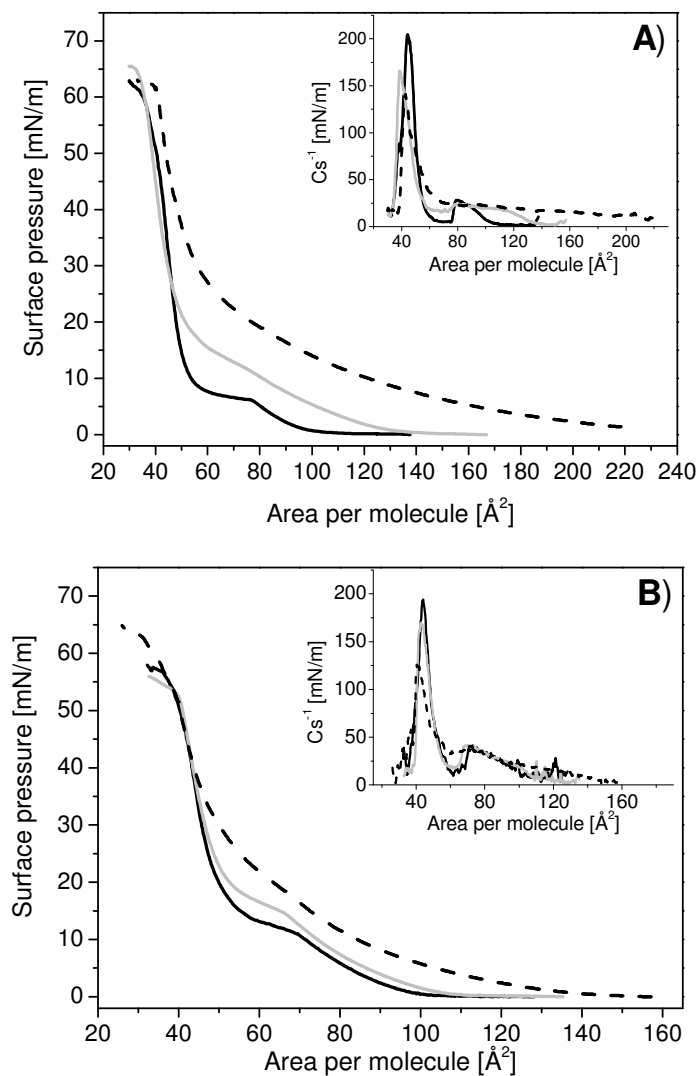 A)
Surface pressure [mN/m]
70
60
50
40
30
20
10
0
20 40 60 80 100 120 140 160 180 200 220 240
Area per molecule [Å²]
Cs⁻¹ [mN/m]
200
150
100
50
0
40 80 120 160 200
Area per molecule [Å²]
B)
Surface pressure [mN/m]
70
60
50
40
30
20
10
0
20 40 60 80 100 120 140 160
Area per molecule [Å²]
Cs⁻¹ [mN/m]
200
150
100
50
0
40 80 120 160
Area per molecule [Å²]